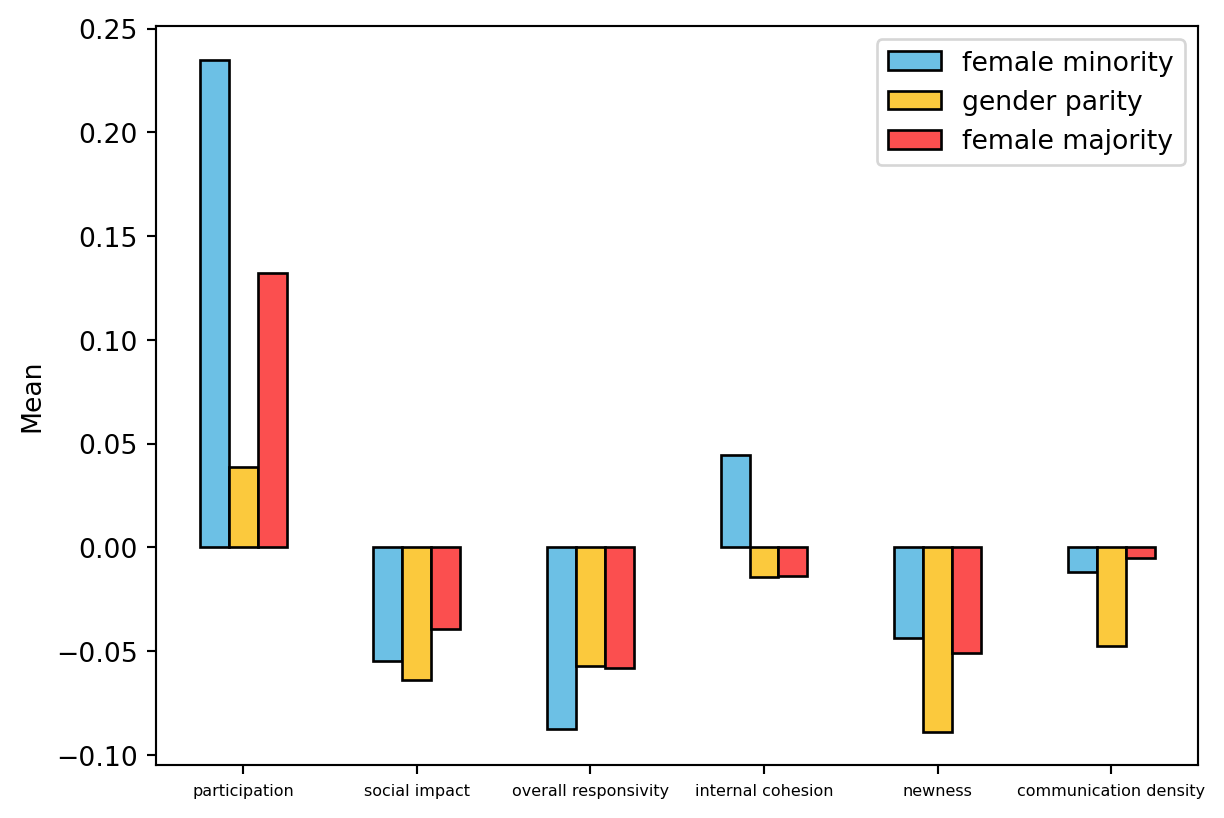 0.25
0.20
0.15
0.10
0.05
0.00
−0.05
−0.10
Mean
female minority
gender parity
female majority
participation
social impact
overall responsivity
internal cohesion
newness
communication density